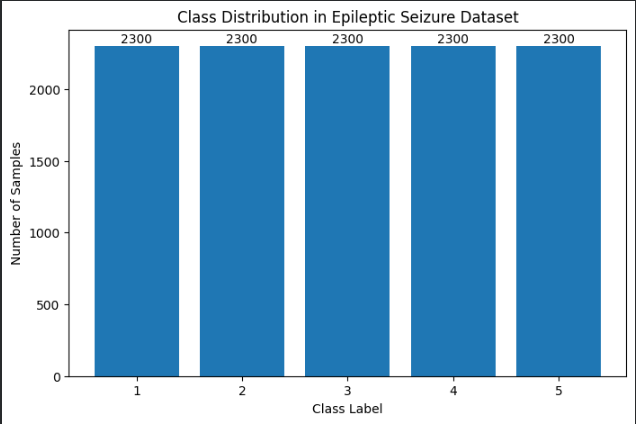 Class Distribution in Epileptic Seizure Dataset
2300 2300 2300 2300 2300
2000
1500
1000
500
0
Number of Samples
1 2 3 4 5
Class Label